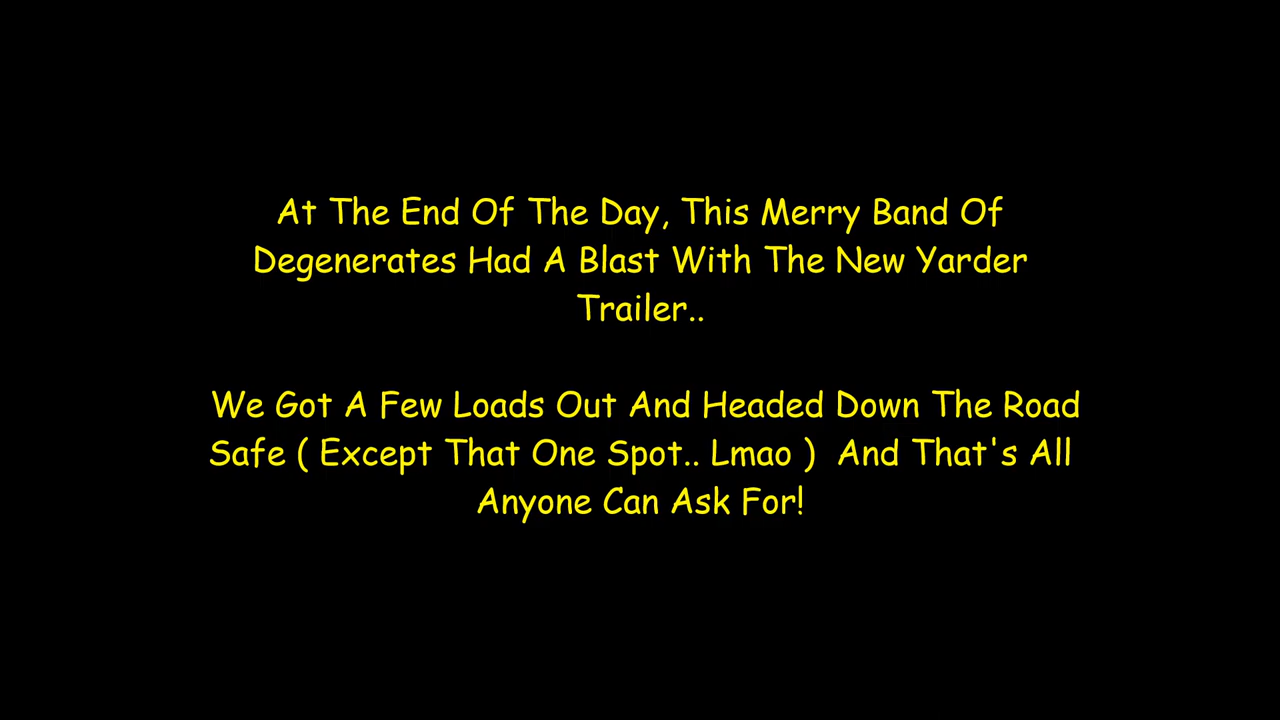 At The End Of The Day, This Merry Band Of
Degenerates Had A Blast With The New Yarder
Trailer..
We Got A Few Loads Out And Headed Down The Road
Safe ( Except That One Spot.. Lmao )  And That's All
Anyone Can Ask For!